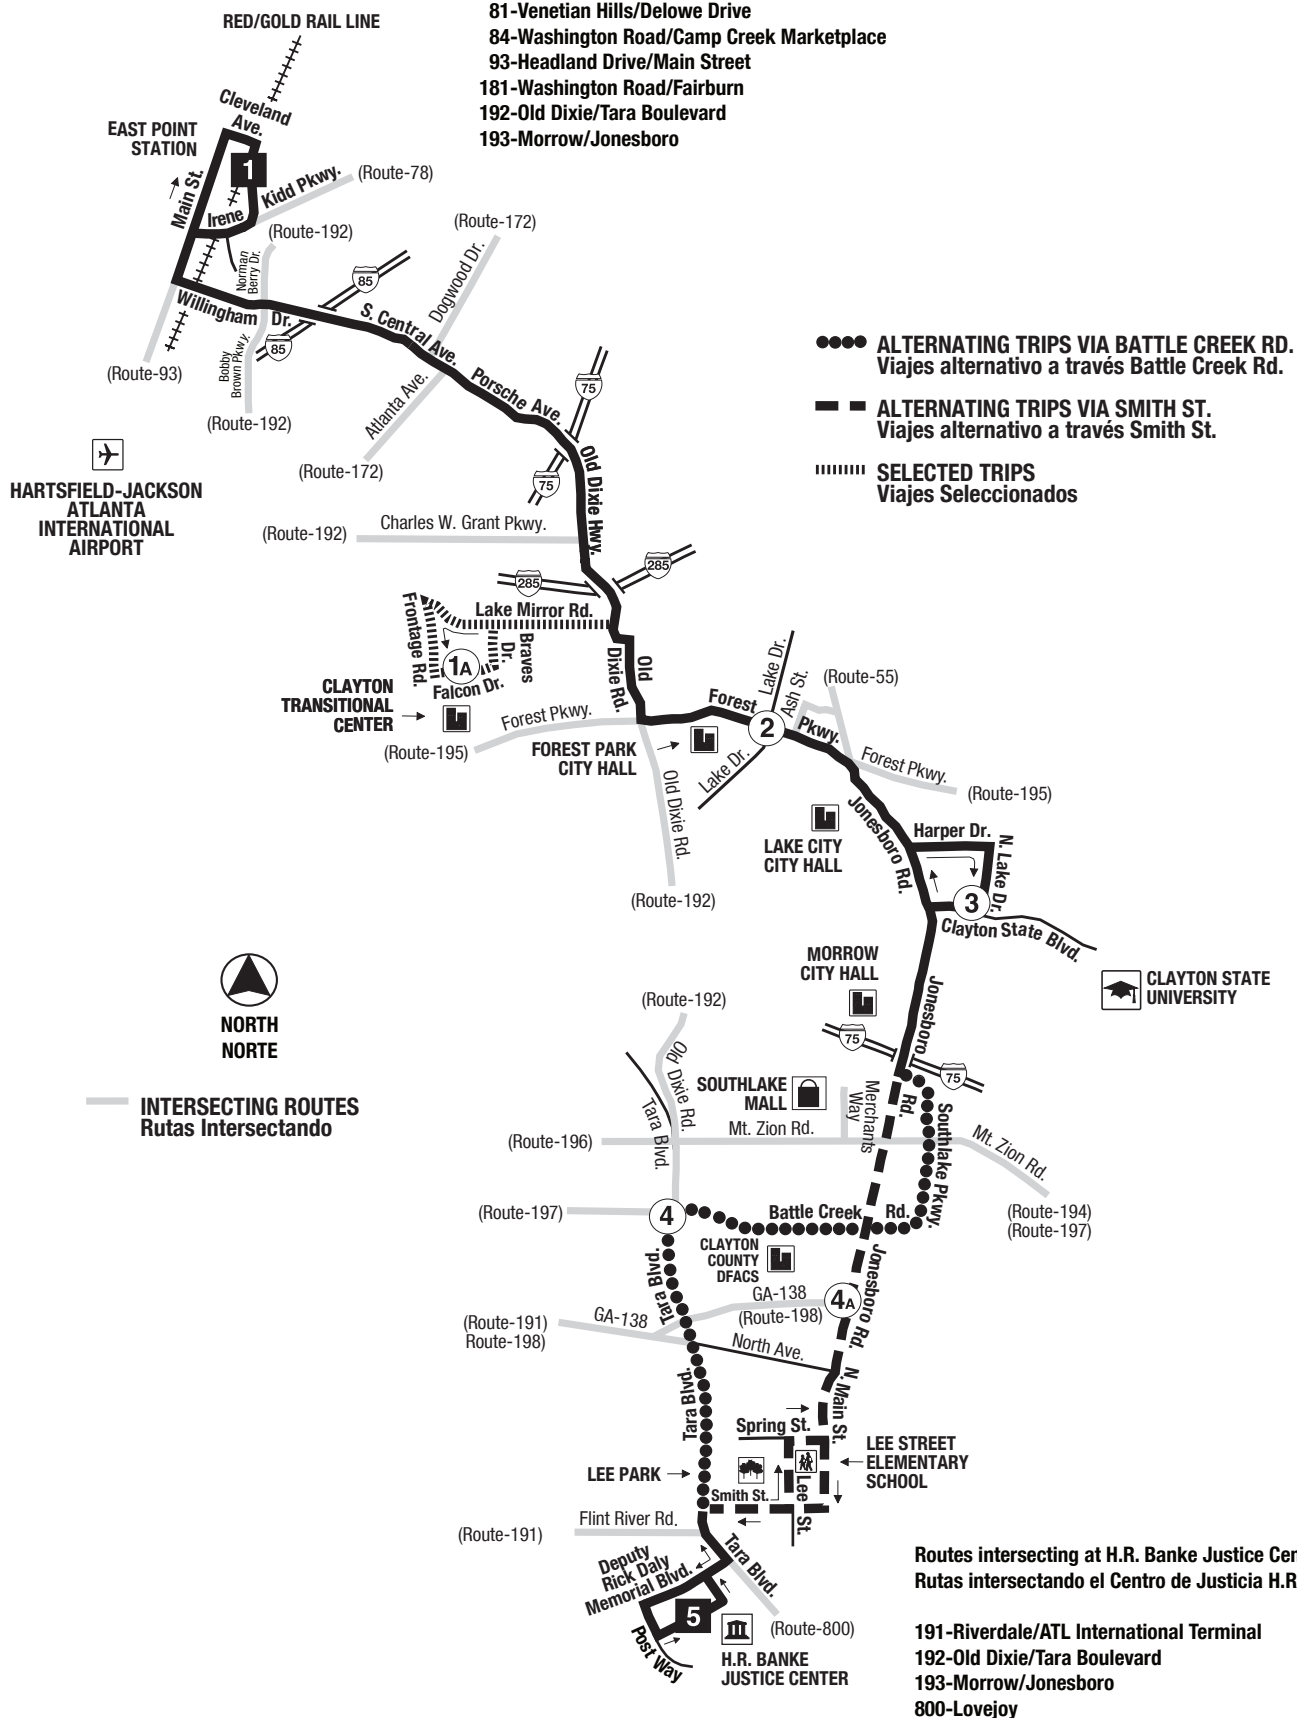 81-Venetian Hills/Delowe Drive
84-Washington Road/Camp Creek Marketplace
93-Headland Drive/Main Street
181-Washington Road/Fairburn
192-Old Dixie/Tara Boulevard
193-Morrow/Jonesboro
RED/GOLD RAIL LINE
Cleveland
Ave.
EAST POINT
STATION
1
Main St.
Irene
Kidd Pkwy.
(Route-78)
(Route-192)
Norman
Berry Dr.
(Route-172)
Dogwood Dr.
85
Willingham Dr.
85
S. Central Ave.
Bobby
Brown Pkwy.
(Route-93)
(Route-192)
Atlanta Ave.
(Route-172)
Porsche Ave.
75
75
Old Dixie Hwy.
HARTSFIELD-JACKSON
ATLANTA
INTERNATIONAL
AIRPORT
ALTERNATING TRIPS VIA BATTLE CREEK RD.
Viajes alternativo a través Battle Creek Rd.
ALTERNATING TRIPS VIA SMITH ST.
Viajes alternativo a través Smith St.
SELECTED TRIPS
Viajes Seleccionados
(Route-192)
Charles W. Grant Pkwy.
285
285
Lake Mirror Rd.
Frontage Rd.
1A
Braves
Dr.
Falcon Dr.
CLAYTON
TRANSITIONAL
CENTER
Old
Dixie Rd.
Forest Pkwy.
(Route-195)
FOREST PARK
CITY HALL
Forest
Pkwy.
Lake Dr.
2
Lake Dr.
Ash St.
(Route-55)
Forest Pkwy.
(Route-195)
Old Dixie Rd.
(Route-192)
LAKE CITY
CITY HALL
Jonesboro Rd.
Harper Dr.
N. Lake Dr.
3
Clayton State Blvd.
CLAYTON STATE
UNIVERSITY
MORROW
CITY HALL
Jonesboro
Rd.
75
75
NORTH
NORTE
INTERSECTING ROUTES
Rutas Intersectando
(Route-192)
Old Dixie Rd.
Tara Blvd.
SOUTHLAKE
MALL
Merchants
Way
Southlake Pkwy.
(Route-196)
Mt. Zion Rd.
Mt. Zion Rd.
(Route-194)
(Route-197)
(Route-197)
4
Battle Creek Rd.
CLAYTON
COUNTY
DFACS
Tara Blvd.
Jonesboro Rd.
GA-138
(Route-198)
4A
(Route-191)
Route-198)
GA-138
North Ave.
Tara Blvd.
N. Main St.
Spring St.
LEE STREET
ELEMENTARY
SCHOOL
LEE PARK
Smith St.
Lee
St.
(Route-191)
Flint River Rd.
Deputy
Rick Daly
Memorial Blvd.
Tara Blvd.
5
Post Way
(Route-800)
H.R. BANKE
JUSTICE CENTER
Routes intersecting at H.R. Banke Justice Cen
Rutas intersectando el Centro de Justicia H.R
191-Riverdale/ATL International Terminal
192-Old Dixie/Tara Boulevard
193-Morrow/Jonesboro
800-Lovejoy